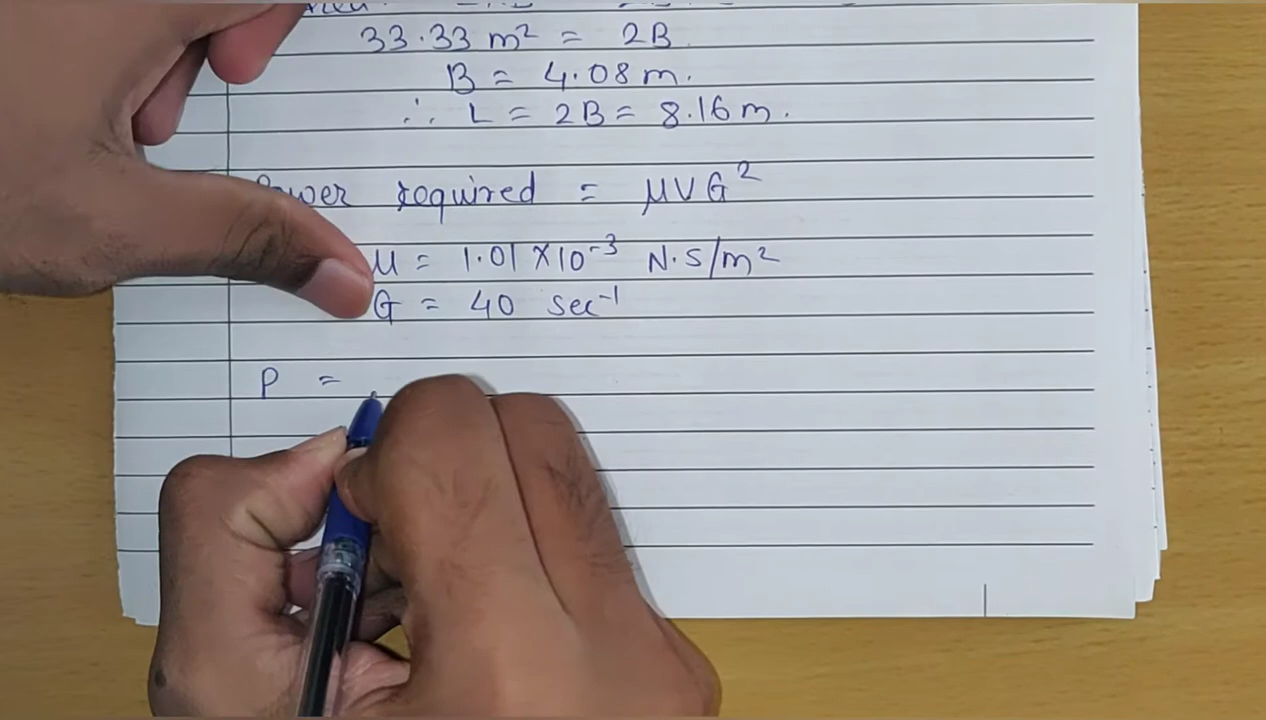 33.33 m² = 2B
B = 4.08 m.
∴ L = 2B = 8.16 m.
Power required = μVG²
μ = 1.01 × 10⁻³ N.S/m²
G = 40 sec⁻¹
P =